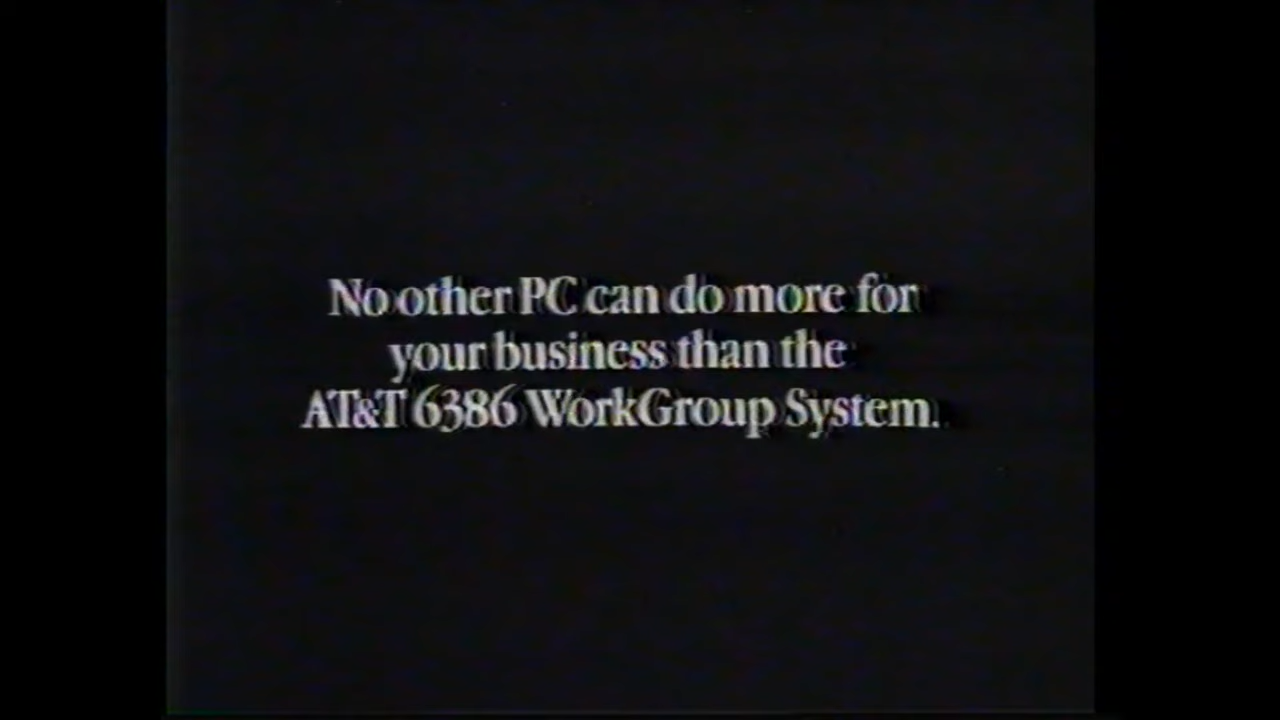 No other PC can do more for
your business than the
AT&T 6386 WorkGroup System.